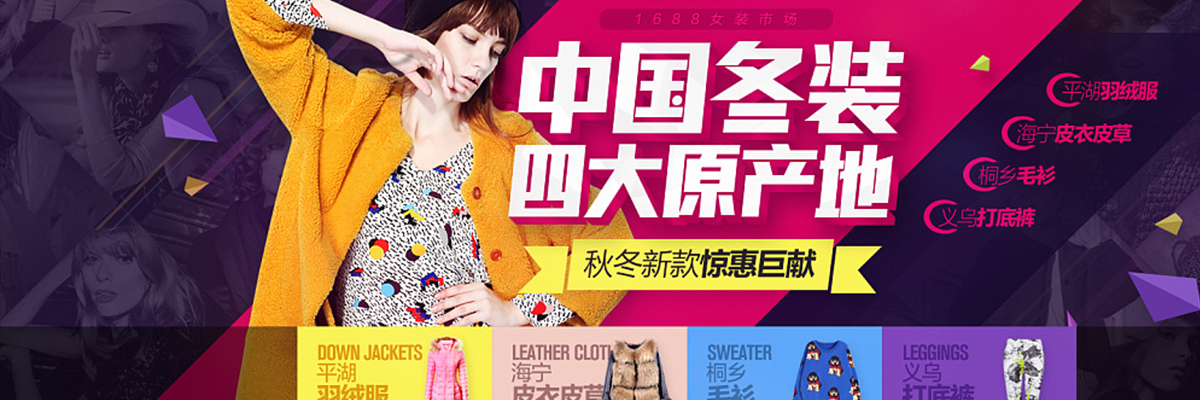 1688女装市场
中国冬装
四大原产地
秋冬新款惊惠巨献
平湖羽绒服
海宁皮衣皮草
桐乡毛衫
义乌打底裤
DOWN JACKETS
平湖
羽绒服
LEATHER CLOT
海宁
皮衣皮草
SWEATER
桐乡
毛衫
LEGGINGS
义乌
打底裤